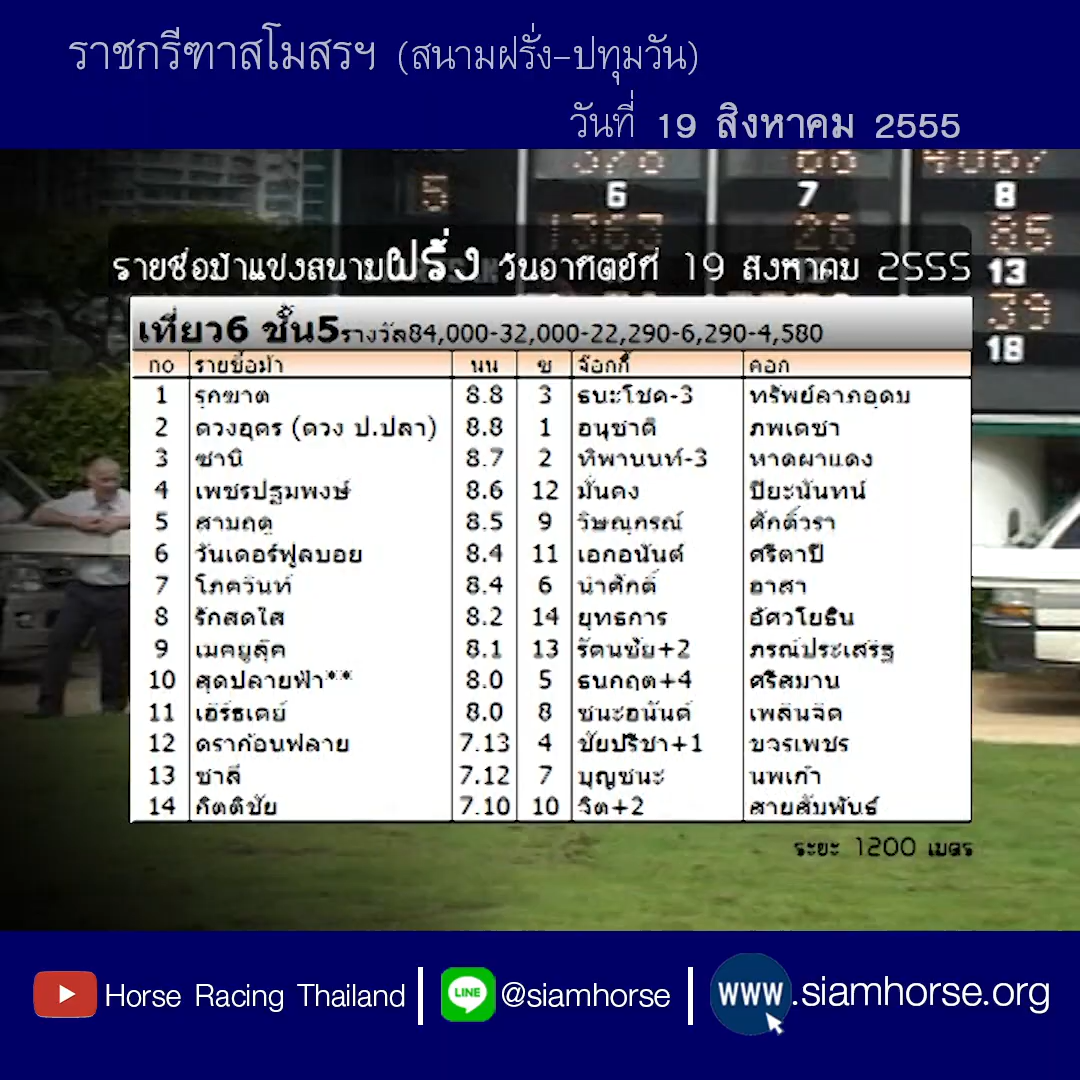 ราชกรีฑาสโมสรฯ (สนามฝรั่ง-ปทุมวัน)
วันที่ 19 สิงหาคม 2555
5 6 7 8
1363 26 85
13
39
18
รายชื่อม้าแข่งสนามฝรั่ง วันอาทิตย์ที่ 19 สิงหาคม 2555
เที่ยว6 ชั้น5รางวัล84,000-32,000-22,290-6,290-4,580
no รายชื่อม้า นน ซ จ๊อกกี้ คอก
1 รุกฆาต 8.8 3 ธนะโชค-3 ทรัพย์ลาภอุดม
2 ดวงอุดร (ดวง ป.ปลา) 8.8 1 อนุชาติ ภพเดชา
3 ซานิ 8.7 2 ทิพานนท์-3 หาดผาแดง
4 เพชรปฐมพงษ์ 8.6 12 มั่นคง ปิยะนันทน์
5 สามฤดู 8.5 9 วิษณุกรณ์ ศักดิ์วรา
6 วันเดอร์ฟูลบอย 8.4 11 เอกอนันต์ ศรีตาปี
7 โภควินท์ 8.4 6 นำศักดิ์ อาสา
8 รักสดใส 8.2 14 ยุทธการ อัศวโยธิน
9 เมคยูลุ๊ค 8.1 13 รัตนชัย+2 ภรณ์ประเสริฐ
10 สุดปลายฟ้า** 8.0 5 ธนกฤต+4 ศรีสมาน
11 เฮิร์ธเดย์ 8.0 8 ชนะอนันต์ เพลินจิต
12 ดราก้อนฟลาย 7.13 4 ชัยปรีชา+1 ขจรเพชร
13 ชาลี 7.12 7 บุญชนะ นพเก้า
14 กิตติชัย 7.10 10 จิต+2 สายสัมพันธ์
ระยะ 1200 เมตร
Horse Racing Thailand | LINE @siamhorse | www.siamhorse.org